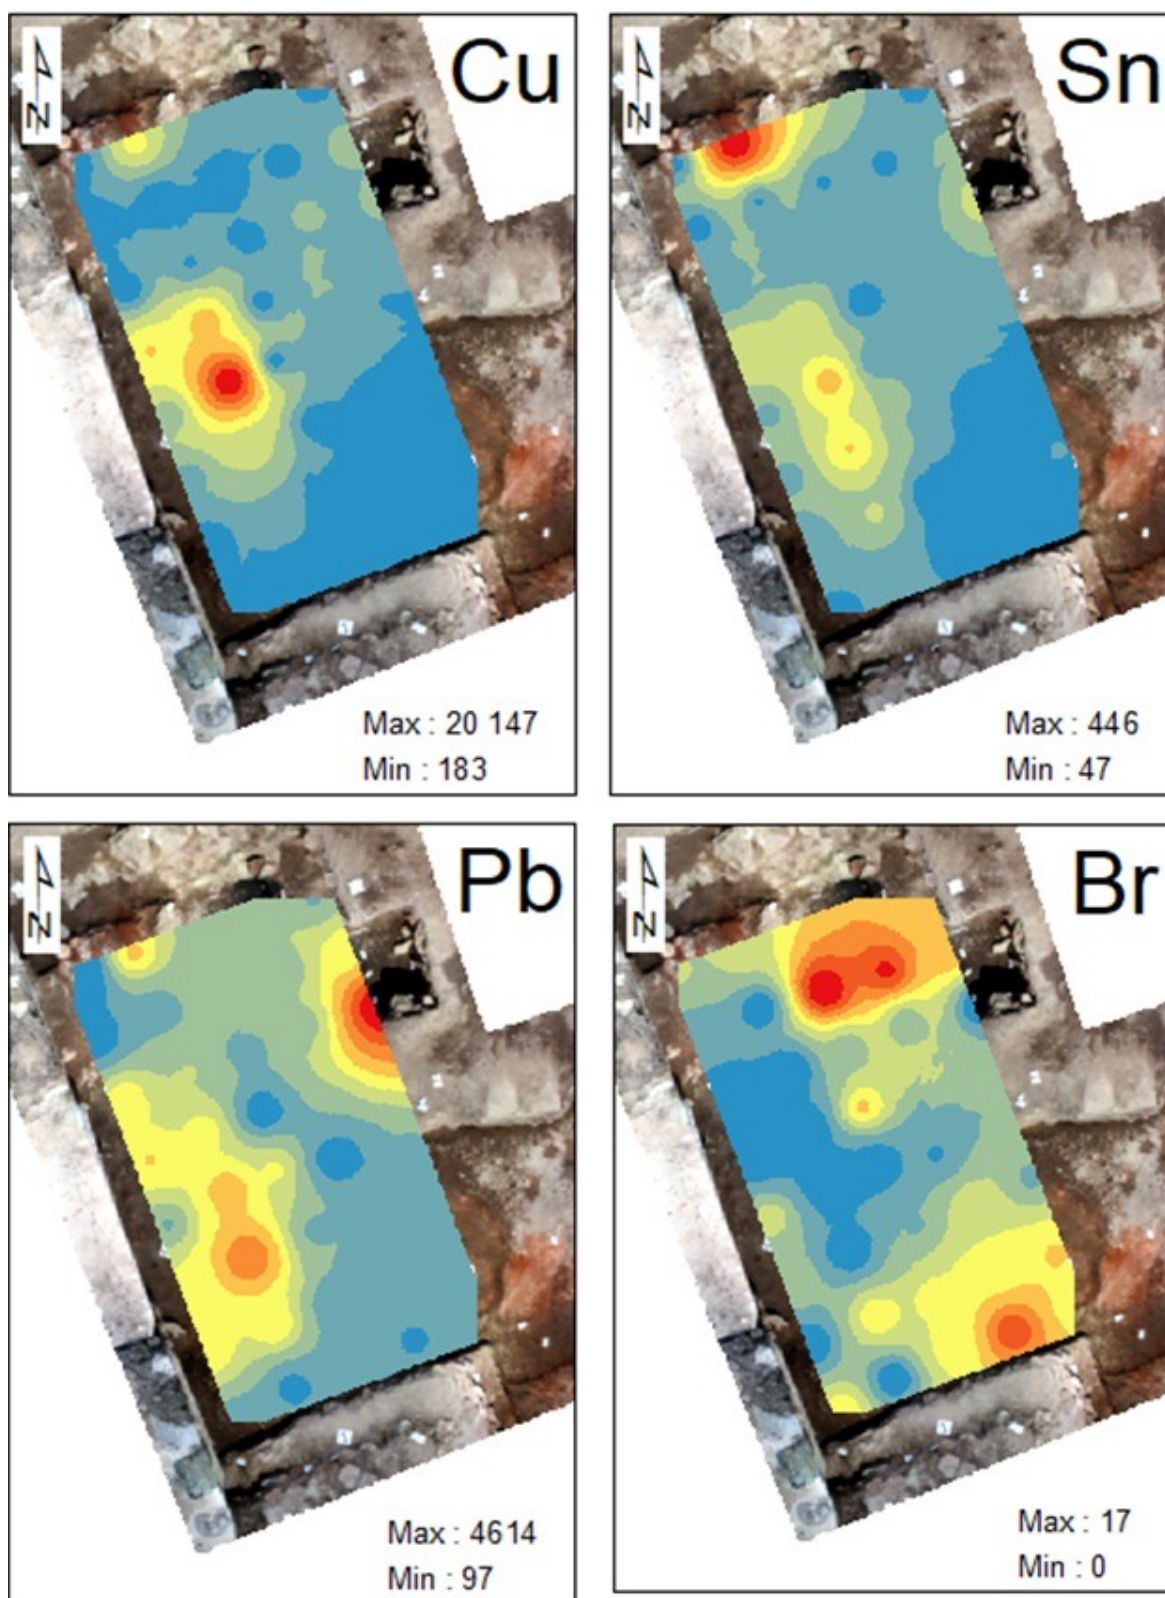 Cu
N
Max : 20 147
Min : 183
Sn
N
Max : 446
Min : 47
Pb
N
Max : 4614
Min : 97
Br
N
Max : 17
Min : 0